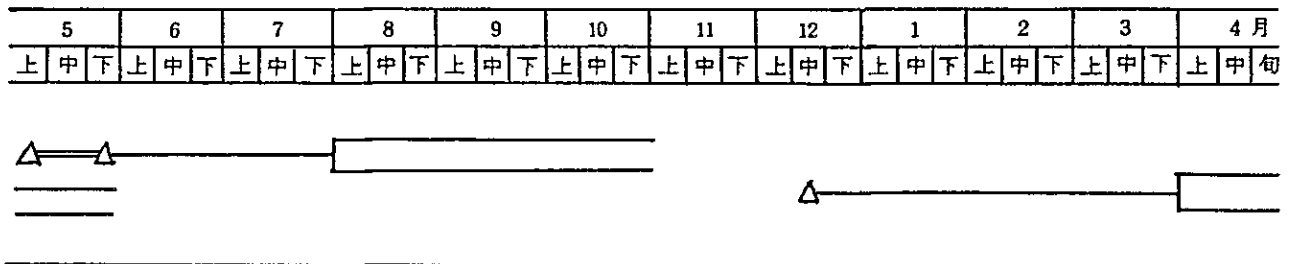 5 6 7 8 9 10 11 12 1 2 3 4 月
上 中 下 上 中 下 上 中 下 上 中 下 上 中 下 上 中 下 上 中 下 上 中 下 上 中 下 上 中 下 上 中 下 上 中 旬